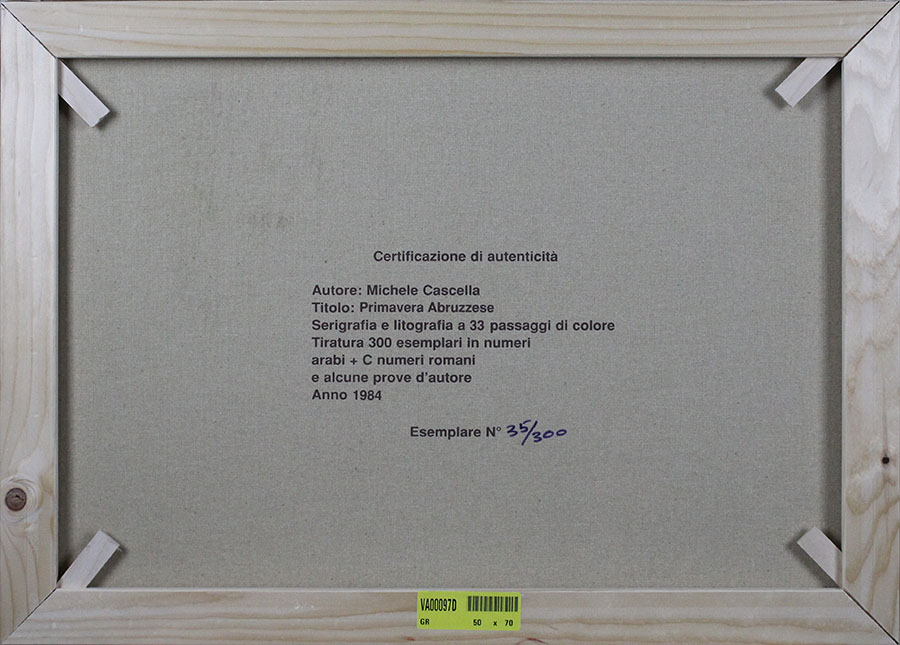 Certificazione di autenticità
Autore: Michele Cascella
Titolo: Primavera Abruzzese
Serigrafia e litografia a 33 passaggi di colore
Tiratura 300 esemplari in numeri
arabi + C numeri romani
e alcune prove d'autore
Anno 1984
Esemplare N° 35/300
VA00097D
GR 50 x 70